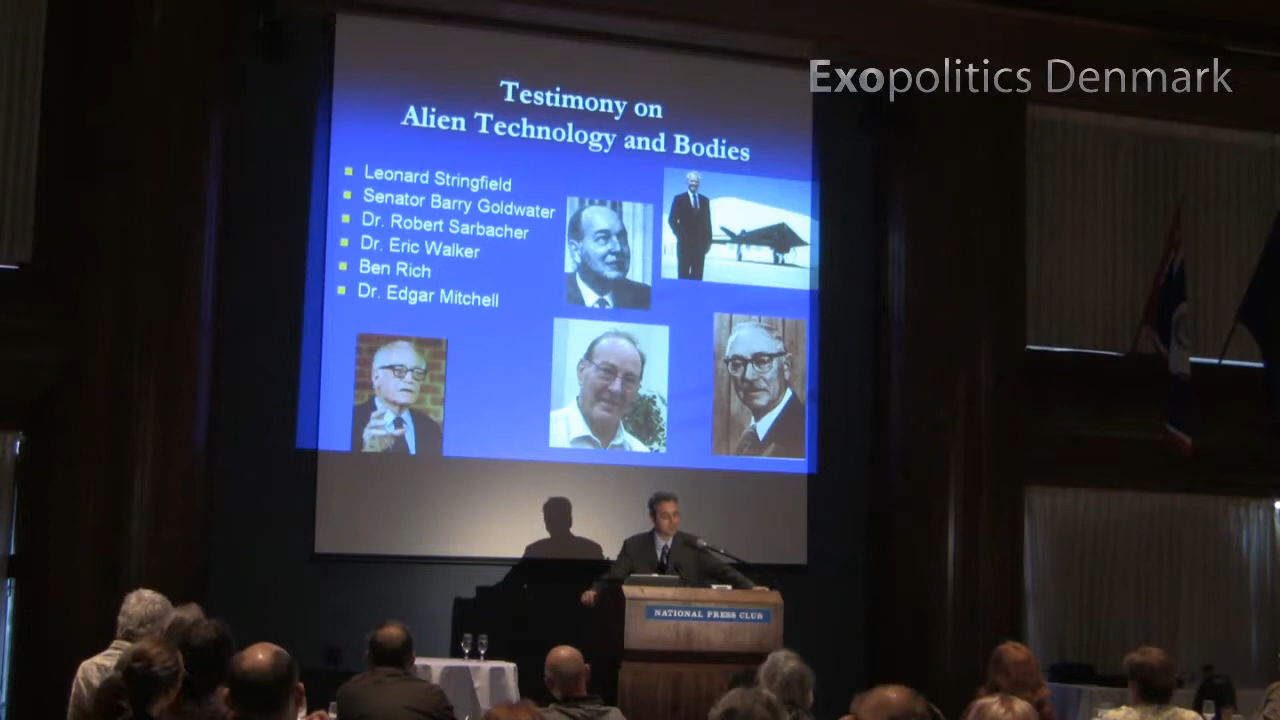 Exopolitics Denmark
Testimony on
Alien Technology and Bodies
Leonard Stringfield
Senator Barry Goldwater
Dr. Robert Sarbacher
Dr. Eric Walker
Ben Rich
Dr. Edgar Mitchell
NATIONAL PRESS CLUB